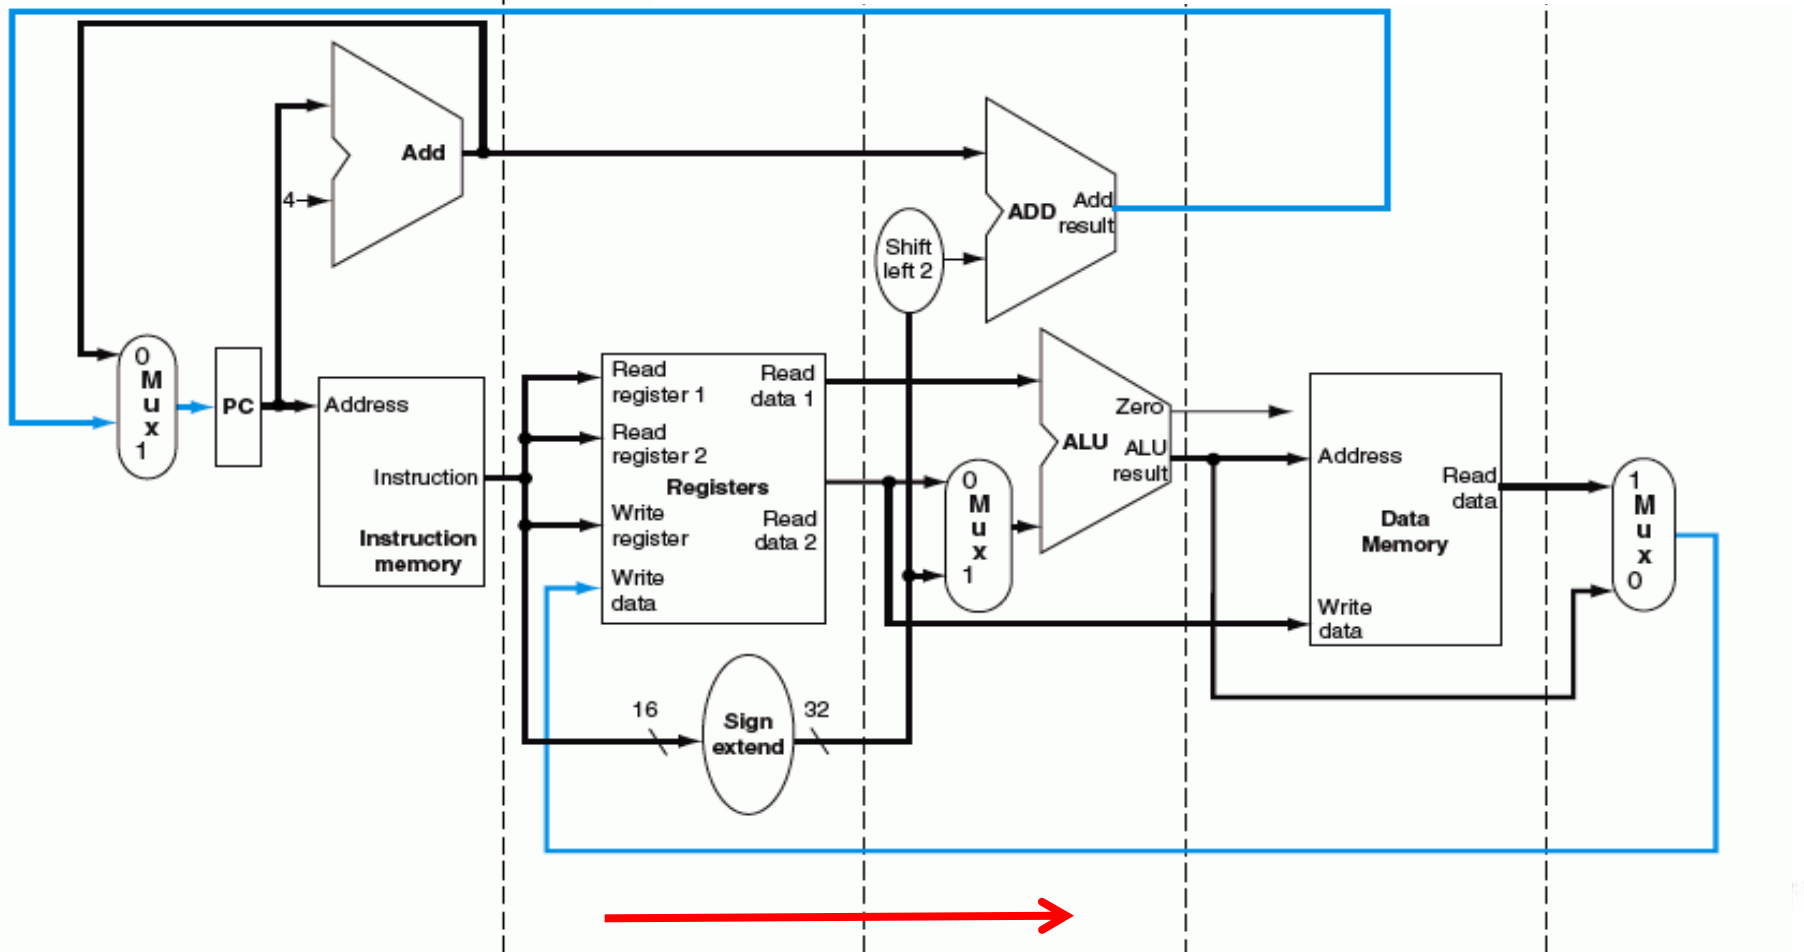 Add
4
ADD
Add
result
Shift
left 2
0
M
u
x
1
PC
Address
Instruction
Instruction
memory
Read
register 1
Read
data 1
Read
register 2
Registers
Write
register
Read
data 2
Write
data
16
Sign
extend
32
0
M
u
x
1
Zero
ALU
ALU
result
Address
Read
data
Data
Memory
Write
data
1
M
u
x
0